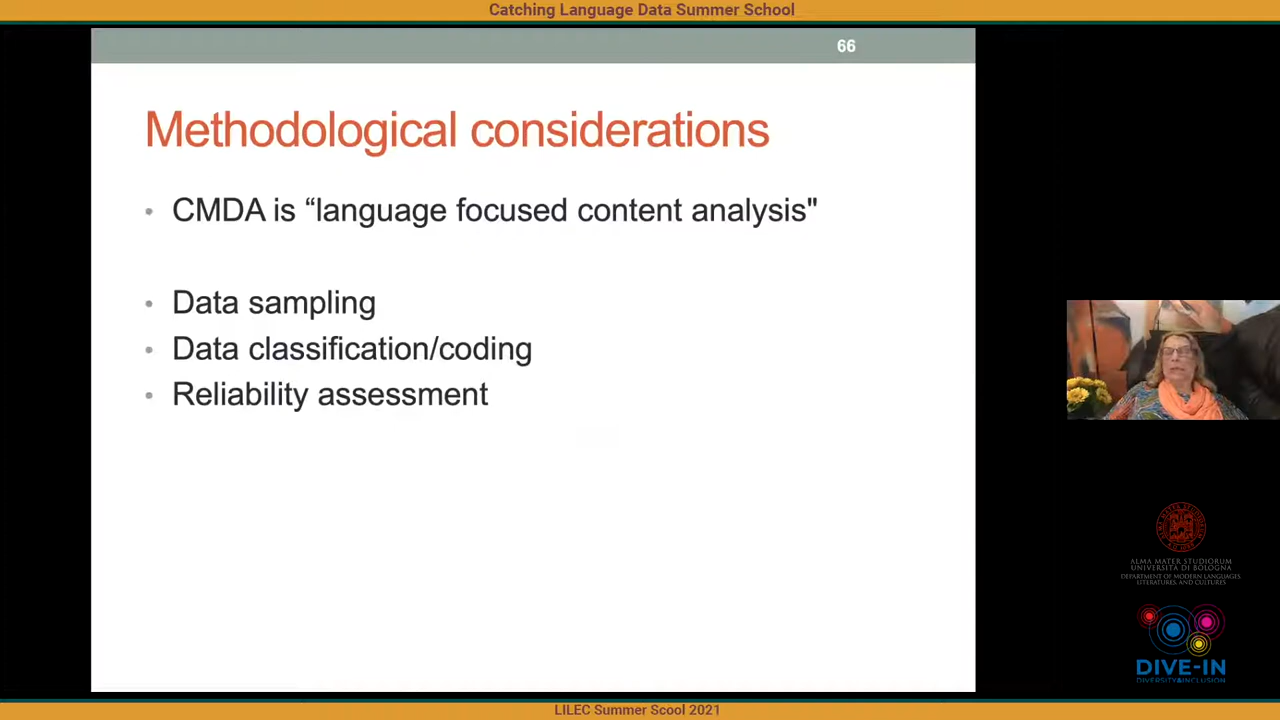 Catching Language Data Summer School
66
Methodological considerations
• CMDA is “language focused content analysis"
• Data sampling
• Data classification/coding
• Reliability assessment
ALMA MATER STUDIORUM
UNIVERSITÀ DI BOLOGNA
DEPARTMENT OF MODERN LANGUAGES,
LITERATURES, AND CULTURES
DIVE-IN
DIVERSITY&INCLUSION
LILEC Summer Scool 2021